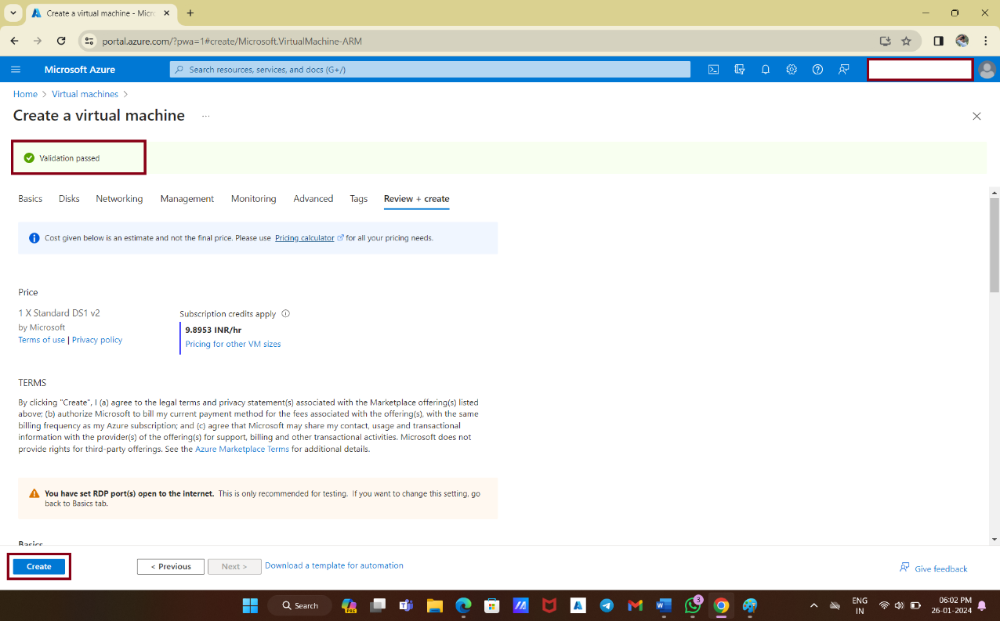 Create a virtual machine - Micr
portal.azure.com/?pwa=1#create/Microsoft.VirtualMachine-ARM
Microsoft Azure
Search resources, services, and docs (G+/)
Home > Virtual machines >
Create a virtual machine ...
Validation passed
Basics Disks Networking Management Monitoring Advanced Tags Review + create
Cost given below is an estimate and not the final price. Please use Pricing calculator for all your pricing needs.
Price
1 X Standard DS1 v2
by Microsoft
Terms of use | Privacy policy
Subscription credits apply
9.8953 INR/hr
Pricing for other VM sizes
TERMS
By clicking "Create", I (a) agree to the legal terms and privacy statement(s) associated with the Marketplace offering(s) listed
above; (b) authorize Microsoft to bill my current payment method for the fees associated with the offering(s), with the same
billing frequency as my Azure subscription; and (c) agree that Microsoft may share my contact, usage and transactional
information with the provider(s) of the offering(s) for support, billing and other transactional activities. Microsoft does not
provide rights for third-party offerings. See the Azure Marketplace Terms for additional details.
You have set RDP port(s) open to the internet. This is only recommended for testing. If you want to change this setting, go
back to Basics tab.
Basics
Create < Previous Next > Download a template for automation
Give feedback
Search
PRE
3
ENG
IN
06:02 PM
26-01-2024